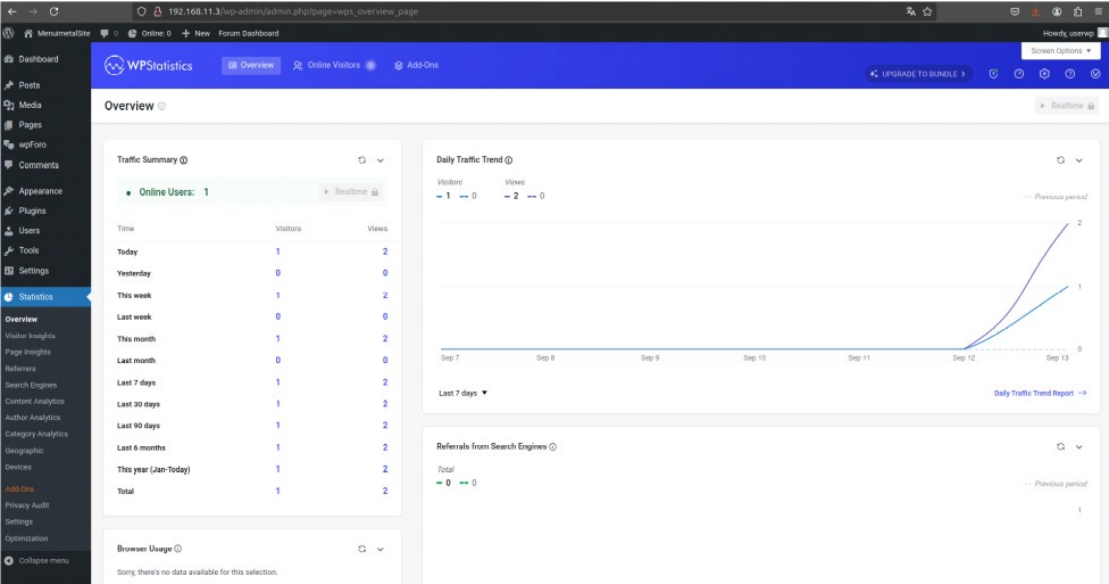 192.168.11.3/wp-admin/admin.php?page=wps_overview_page
MenuimetalSite 0 Online: 0 + New Forum Dashboard
Howdy, userwp
Screen Options ▼
Dashboard
Posts
Media
Pages
wpForo
Comments
Appearance
Plugins
Users
Tools
Settings
Statistics
Overview
Visitor Insights
Page Insights
Referrers
Search Engines
Content Analytics
Author Analytics
Category Analytics
Geographic
Devices
Add-Ons
Privacy Audit
Settings
Optimization
Collapse menu
WPStatistics
Overview
Online Visitors
Add-Ons
UPGRADE TO BUNDLE >
Overview
Realtime
Traffic Summary
Online Users: 1
Realtime
Time Visitors Views
Today 1 2
Yesterday 0 0
This week 1 2
Last week 0 0
This month 1 2
Last month 0 0
Last 7 days 1 2
Last 30 days 1 2
Last 90 days 1 2
Last 6 months 1 2
This year (Jan-Today) 1 2
Total 1 2
Browser Usage
Sorry, there's no data available for this selection.
Daily Traffic Trend
Visitors Views
1 0 2 0
Previous period
2
1
0
Sep 7 Sep 8 Sep 9 Sep 10 Sep 11 Sep 12 Sep 13
Last 7 days ▼
Daily Traffic Trend Report →
Referrals from Search Engines
Total
0 0
Previous period
1